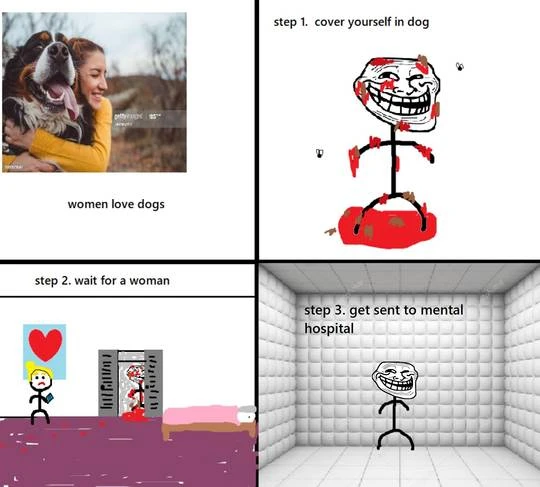 gettyimages
women love dogs
step 1. cover yourself in dog
step 2. wait for a woman
step 3. get sent to mental
hospital